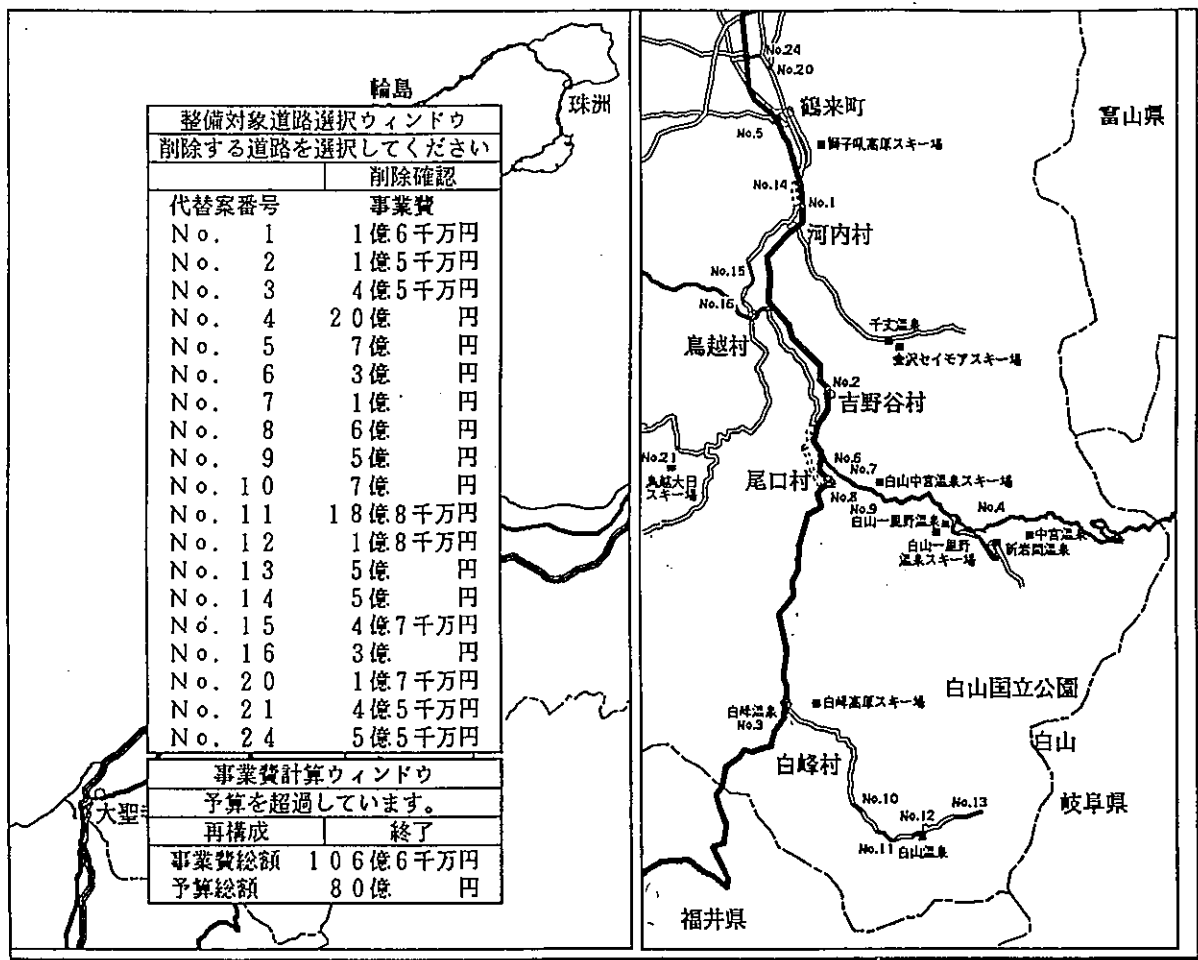 輪島
珠洲
整備対象道路選択ウィンドウ
削除する道路を選択してください
削除確認
代替案番号 事業費
No. 1 1億6千万円
No. 2 1億5千万円
No. 3 4億5千万円
No. 4 20億 円
No. 5 7億 円
No. 6 3億 円
No. 7 1億 円
No. 8 6億 円
No. 9 5億 円
No. 10 7億 円
No. 11 18億8千万円
No. 12 1億8千万円
No. 13 5億 円
No. 14 5億 円
No. 15 4億7千万円
No. 16 3億 円
No. 20 1億7千万円
No. 21 4億5千万円
No. 24 5億5千万円
事業費計算ウィンドウ
予算を超過しています。
再構成 終了
事業費総額 106億6千万円
予算総額 80億 円
大聖寺
No.24
No.20
鶴来町
富山県
No.5
獅子吼高原スキー場
No.14
No.1
河内村
No.15
No.16
千丈温泉
鳥越村
金沢セイモアスキー場
No.2
吉野谷村
No.21
鳥越大日
スキー場
No.6
No.7
尾口村
白山中宮温泉スキー場
No.8
No.9
No.4
白山一里野温泉
白山一里野
温泉スキー場
中宮温泉
新岩間温泉
白山国立公園
白峰温泉
白峰高原スキー場
No.3
白山
白峰村
No.10
No.12
No.13
岐阜県
No.11
白山温泉
福井県